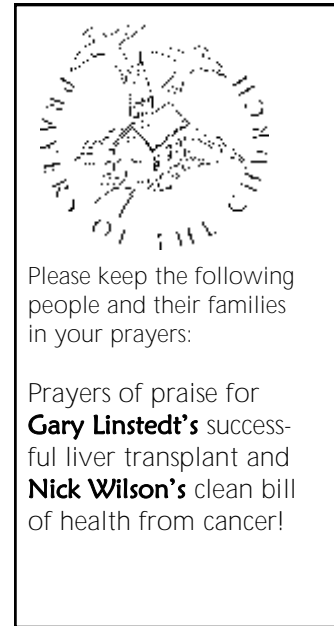 Please keep the following
people and their families
in your prayers:
Prayers of praise for
Gary Linstedt's success-
ful liver transplant and
Nick Wilson's clean bill
of health from cancer!